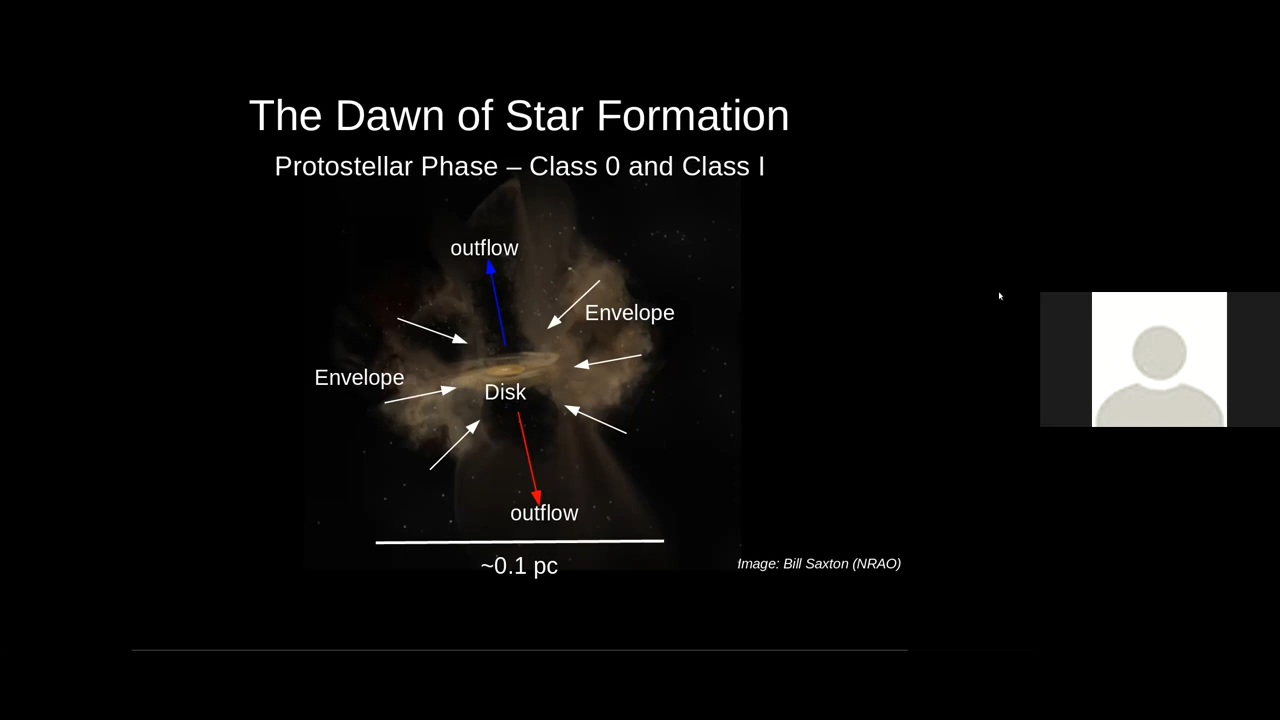 The Dawn of Star Formation
Protostellar Phase – Class 0 and Class I
outflow
Envelope
Envelope
Disk
outflow
~0.1 pc
Image: Bill Saxton (NRAO)